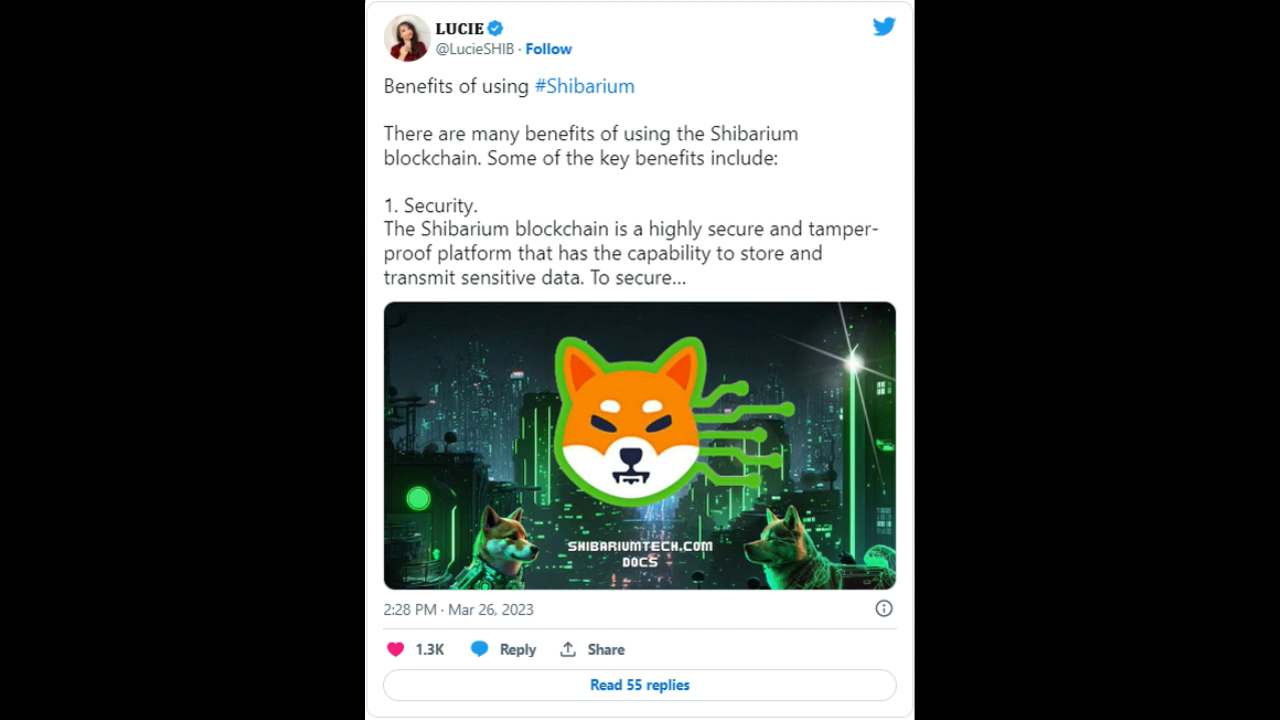 LUCIE
@LucieSHIB · Follow
Benefits of using #Shibarium
There are many benefits of using the Shibarium
blockchain. Some of the key benefits include:
1. Security.
The Shibarium blockchain is a highly secure and tamper-
proof platform that has the capability to store and
transmit sensitive data. To secure...
SHIBARIUMTECH.COM
DOCS
2:28 PM · Mar 26, 2023
1.3K Reply Share
Read 55 replies